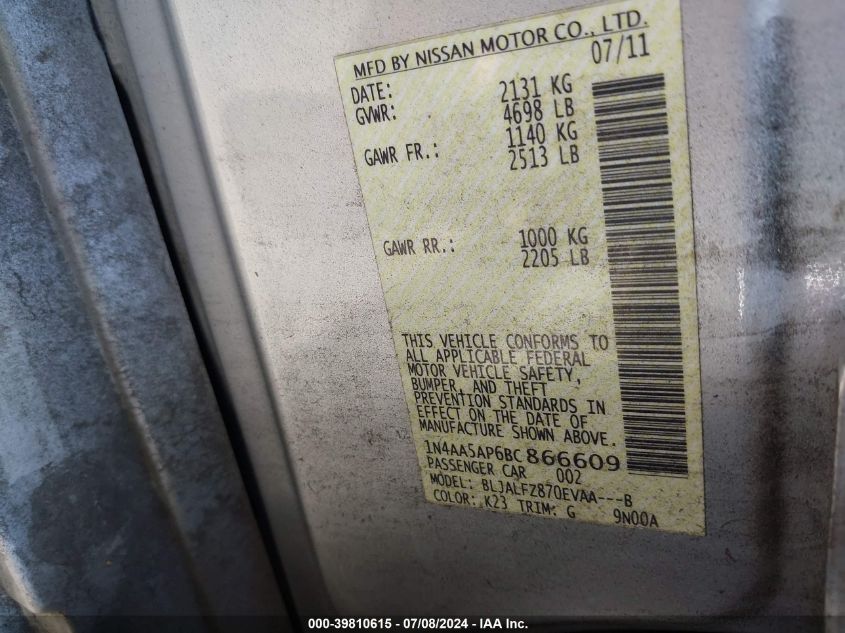 MFD BY NISSAN MOTOR CO., LTD.
DATE: 07/11
GVWR: 2131 KG
4698 LB
GAWR FR.: 1140 KG
2513 LB
GAWR RR.: 1000 KG
2205 LB
THIS VEHICLE CONFORMS TO
ALL APPLICABLE FEDERAL
MOTOR VEHICLE SAFETY,
BUMPER, AND THEFT
PREVENTION STANDARDS IN
EFFECT ON THE DATE OF
MANUFACTURE SHOWN ABOVE.
1N4AA5AP6BC866609
PASSENGER CAR 002
MODEL: BLJALFZ870EVAA---B
COLOR: K23 TRIM: G 9N00A
000-39810615 - 07/08/2024 - IAA Inc.